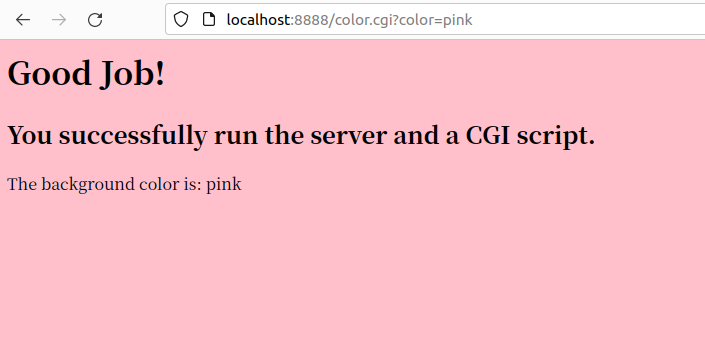 localhost:8888/color.cgi?color=pink
Good Job!
You successfully run the server and a CGI script.
The background color is: pink